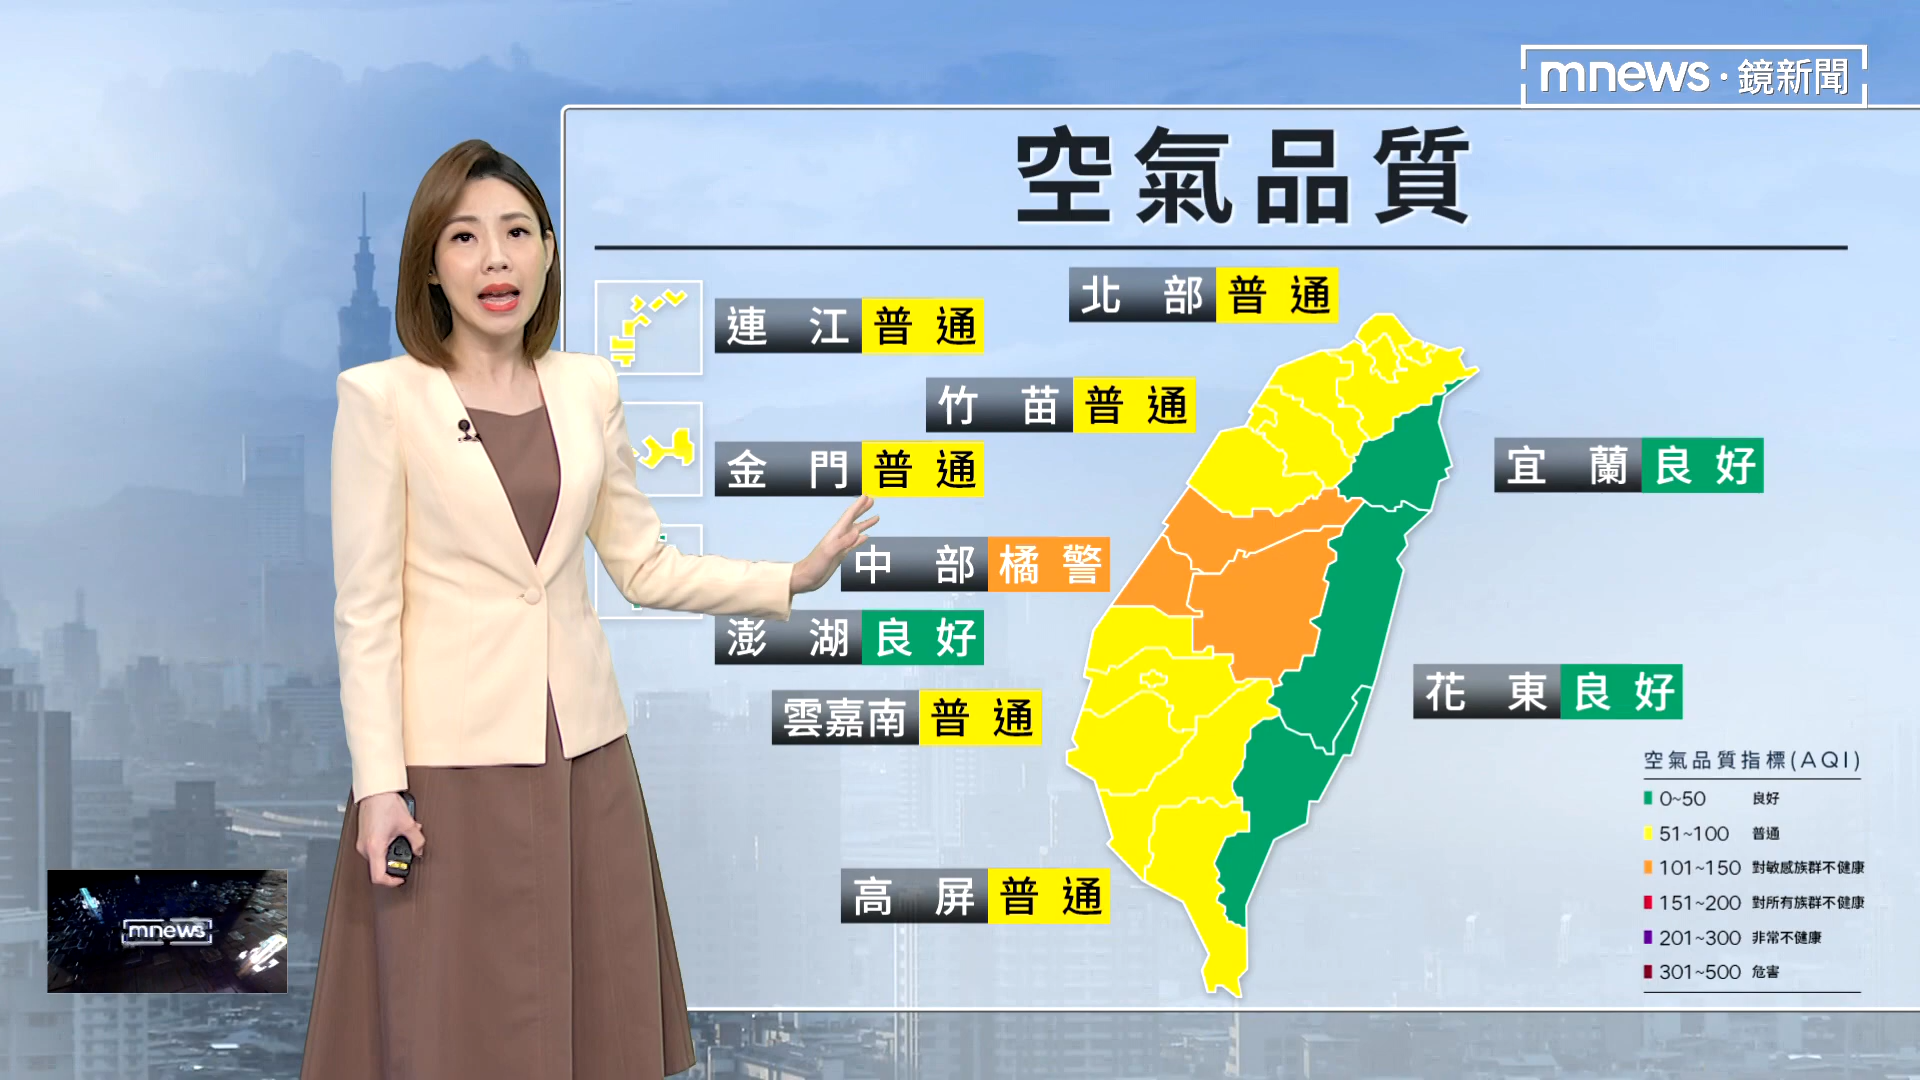 mnews·鏡新聞
空氣品質
北部 普通
連江 普通
竹苗 普通
金門 普通
宜蘭 良好
中部 橘警
澎湖 良好
花東 良好
雲嘉南 普通
高屏 普通
空氣品質指標(AQI)
0~50 良好
51~100 普通
101~150 對敏感族群不健康
151~200 對所有族群不健康
201~300 非常不健康
301~500 危害
mnews